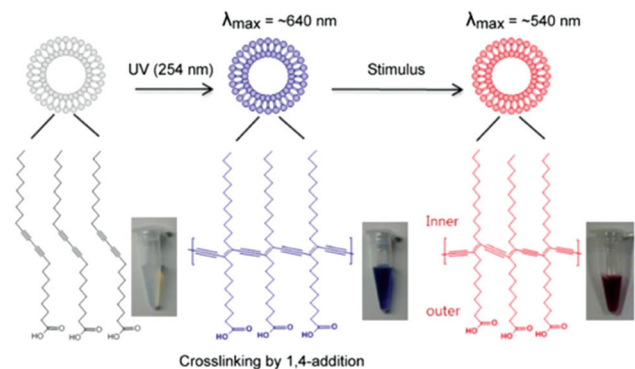 λmax = ~640 nm
λmax = ~540 nm
UV (254 nm)
Stimulus
Inner
outer
HO
O
HO
O
HO
O
HO
O
HO
O
HO
O
HO
O
HO
O
HO
O
Crosslinking by 1,4-addition